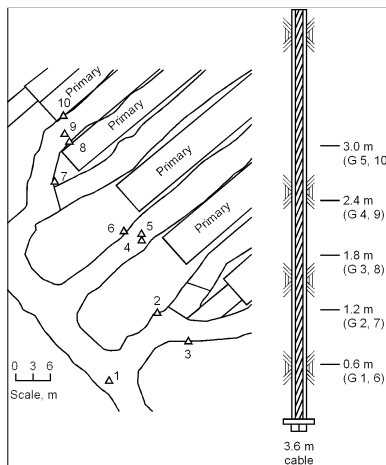 Primary
10
9
8
Primary
7
Primary
6
5
4
Primary
2
3
1
0 3 6
Scale, m
3.0 m
(G 5, 10)
2.4 m
(G 4, 9)
1.8 m
(G 3, 8)
1.2 m
(G 2, 7)
0.6 m
(G 1, 6)
3.6 m
cable